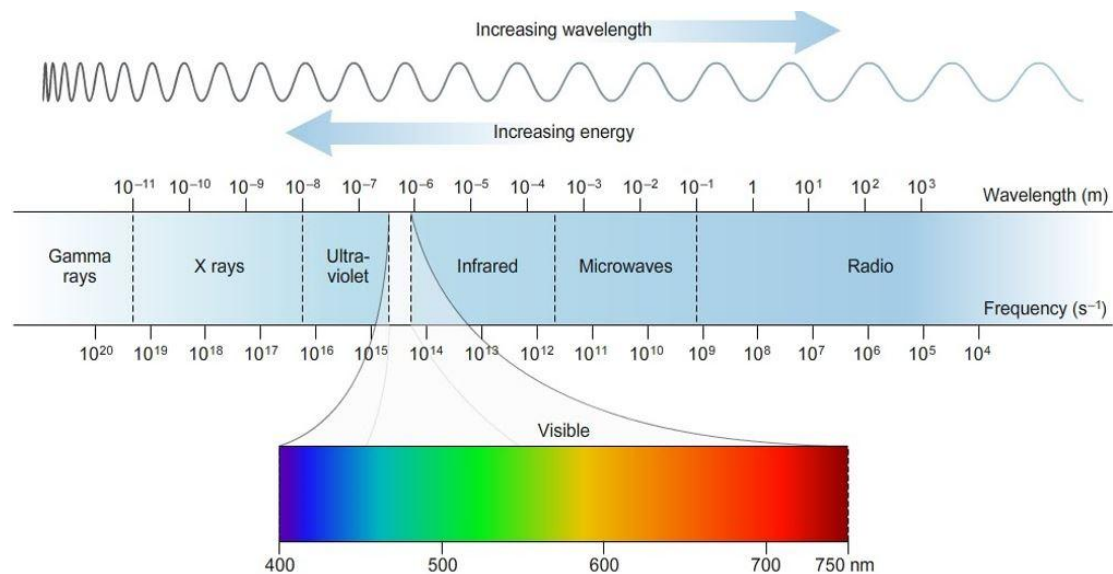 Increasing wavelength
Increasing energy
10⁻¹¹ 10⁻¹⁰ 10⁻⁹ 10⁻⁸ 10⁻⁷ 10⁻⁶ 10⁻⁵ 10⁻⁴ 10⁻³ 10⁻² 10⁻¹ 1 10¹ 10² 10³ Wavelength (m)
Gamma
rays
X rays
Ultra-
violet
Infrared
Microwaves
Radio
Frequency (s⁻¹)
10²⁰ 10¹⁹ 10¹⁸ 10¹⁷ 10¹⁶ 10¹⁵ 10¹⁴ 10¹³ 10¹² 10¹¹ 10¹⁰ 10⁹ 10⁸ 10⁷ 10⁶ 10⁵ 10⁴
Visible
400 500 600 700 750 nm